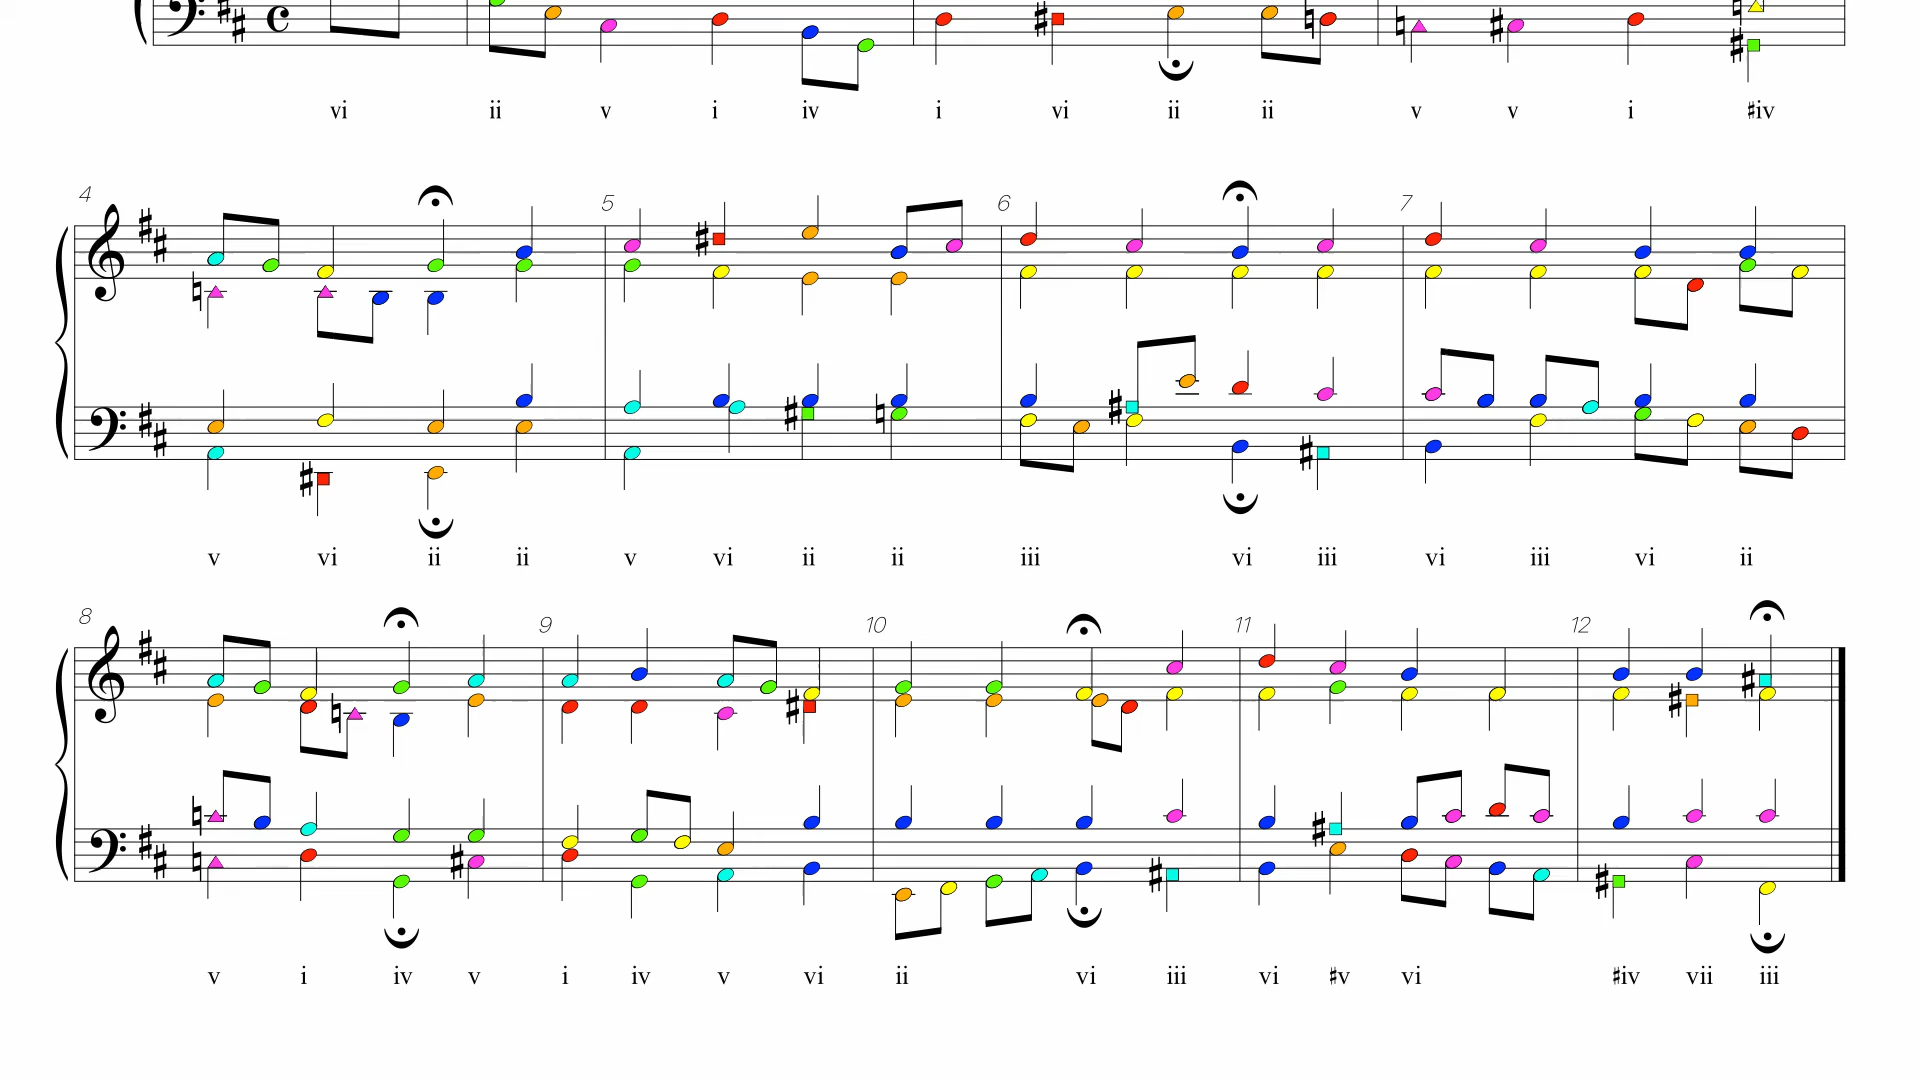 vi ii v i iv i vi ii ii v v i ♯iv
4 5 6 7
v vi ii ii v vi ii ii iii vi iii vi iii vi ii
8 9 10 11 12
v i iv v i iv v vi ii vi iii vi ♯v vi ♯iv vii iii